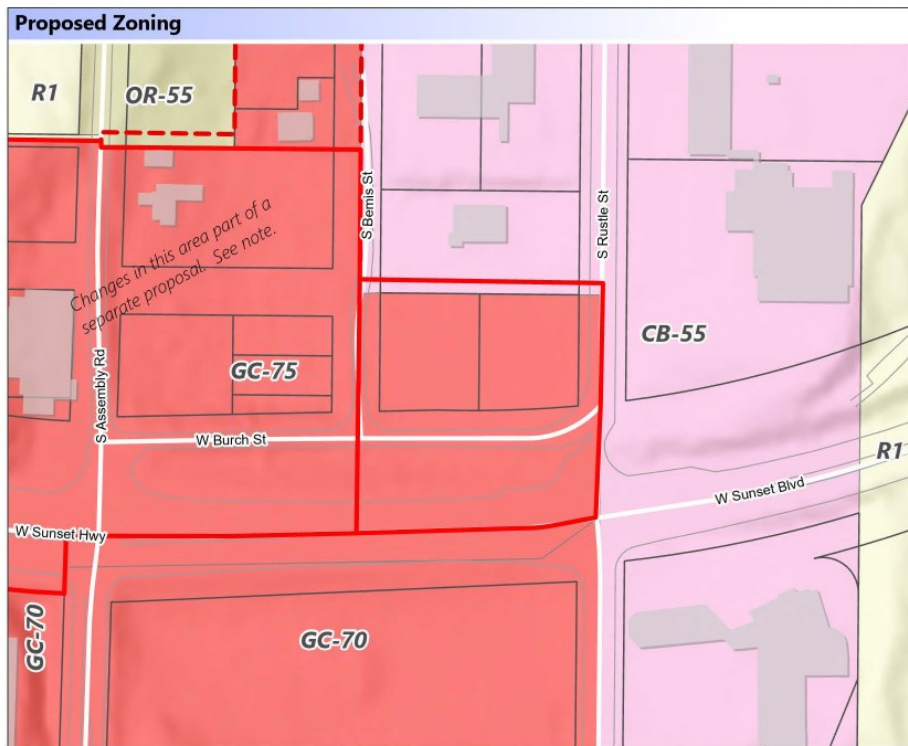 Proposed Zoning
R1
OR-55
S Bemis St
S Rustle St
Changes in this area part of a
separate proposal. See note.
CB-55
GC-75
S Assembly Rd
W Burch St
R1
W Sunset Blvd
W Sunset Hwy
GC-70
GC-70